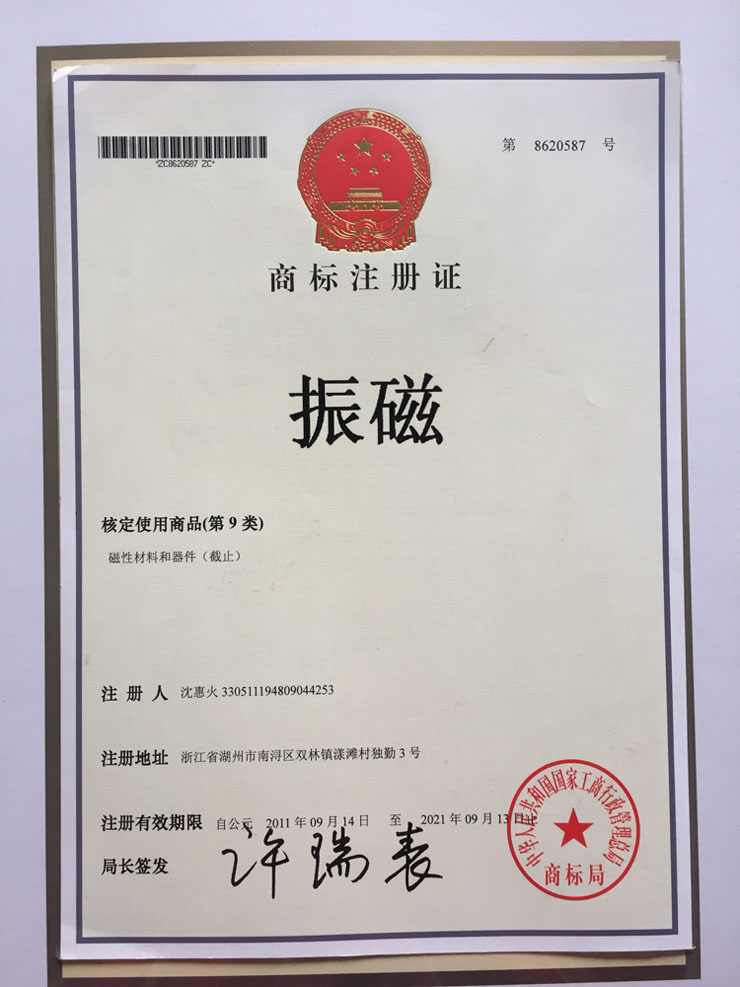 *ZC8620587 ZC*
第 8620587 号
商标注册证
振磁
核定使用商品(第 9 类)
磁性材料和器件（截止）
注册人 沈惠火 330511194809044253
注册地址 浙江省湖州市南浔区双林镇漾滩村独勤 3 号
注册有效期限 自公元 2011 年 09 月 14 日 至 2021 年 09 月 13 日止
局长签发 许瑞表
中华人民共和国国家工商行政管理总局
商标局